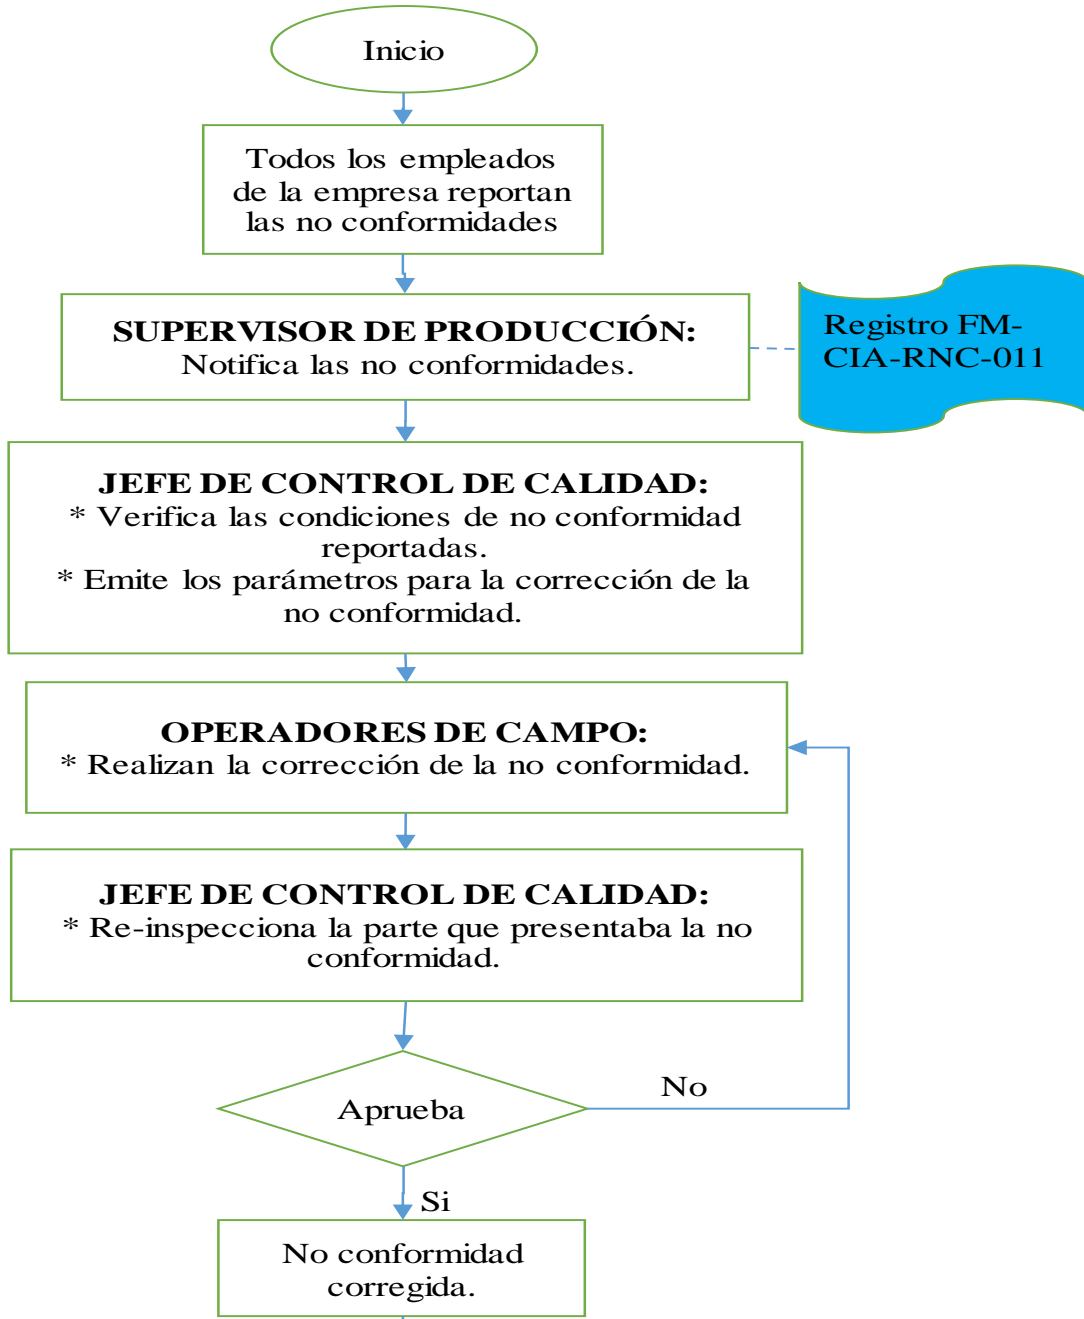 Inicio
Todos los empleados
de la empresa reportan
las no conformidades
SUPERVISOR DE PRODUCCIÓN:
Notifica las no conformidades.
Registro FM-
CIA-RNC-011
JEFE DE CONTROL DE CALIDAD:
* Verifica las condiciones de no conformidad
reportadas.
* Emite los parámetros para la corrección de la
no conformidad.
OPERADORES DE CAMPO:
* Realizan la corrección de la no conformidad.
JEFE DE CONTROL DE CALIDAD:
* Re-inspecciona la parte que presentaba la no
conformidad.
Aprueba
No
Si
No conformidad
corregida.